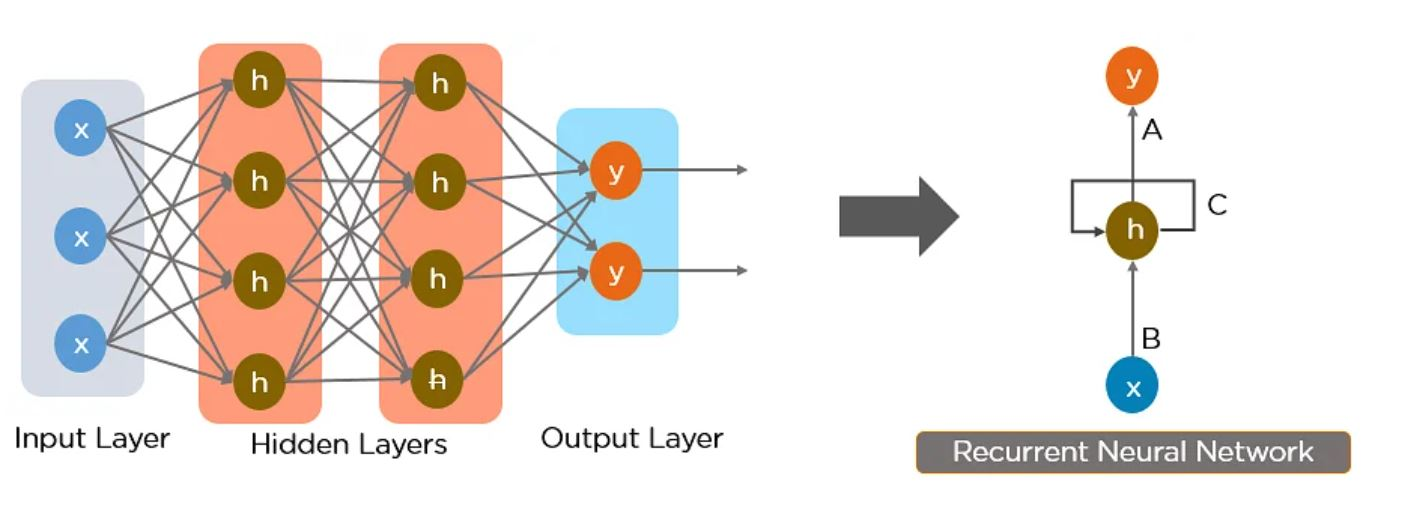 x
x
x
h
h
h
h
h
h
h
h
y
y
Input Layer
Hidden Layers
Output Layer
y
A
C
h
B
x
Recurrent Neural Network